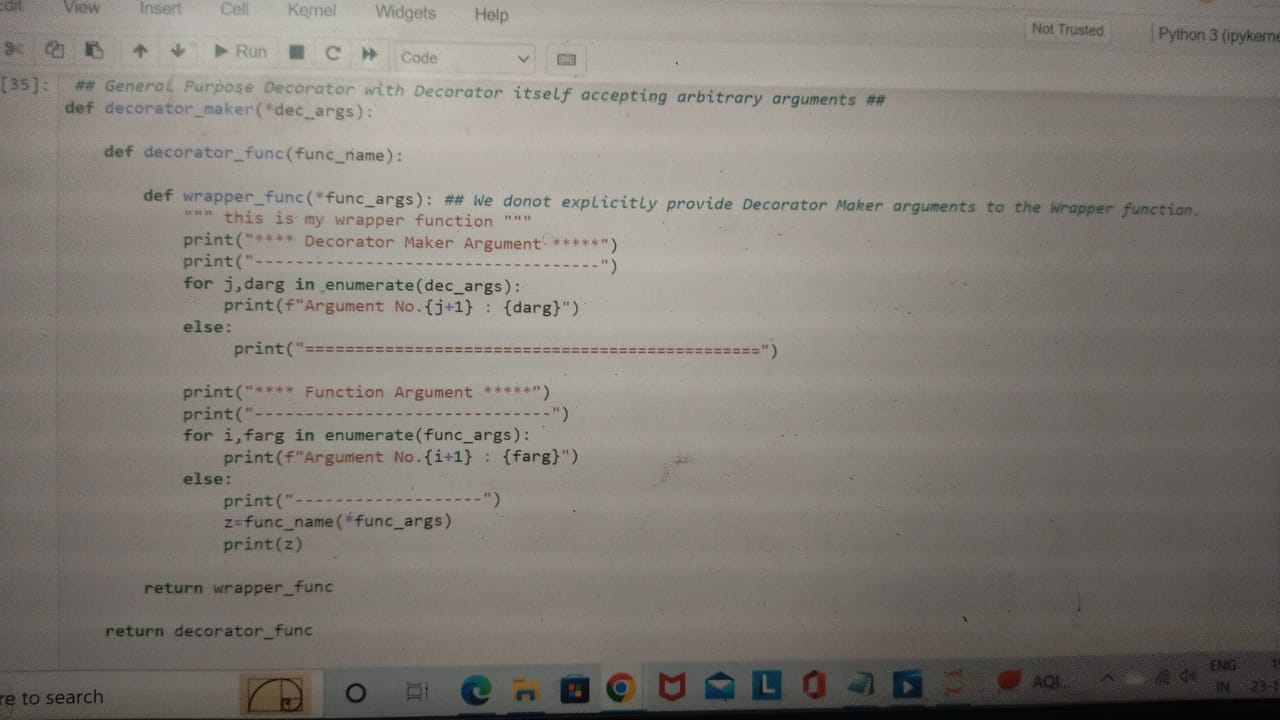 View Insert Cell Kernel Widgets Help
Not Trusted Python 3
Run Code
[35]: ## General Purpose Decorator with Decorator itself accepting arbitrary arguments ##
def decorator_maker(*dec_args):
def decorator_func(func_name):
def wrapper_func(*func_args): ## We donot explicitly provide Decorator Maker arguments to the Wrapper function.
""" this is my wrapper function """
print("**** Decorator Maker Argument *****")
print("-----------------------------------")
for j,darg in enumerate(dec_args):
print(f"Argument No.{j+1} : {darg}")
else:
print("==============================================")
print("**** Function Argument *****")
print("------------------------------")
for i,farg in enumerate(func_args):
print(f"Argument No.{i+1} : {farg}")
else:
print("-------------------")
z=func_name(*func_args)
print(z)
return wrapper_func
return decorator_func
re to search
L
AQI...
ENG
IN